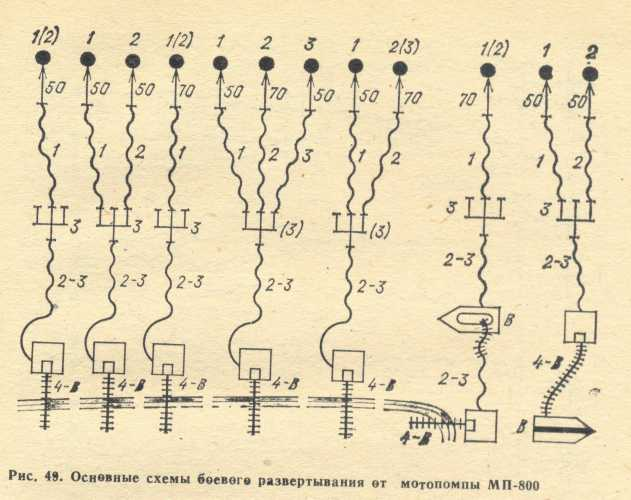 1(2) 1 2 1(2) 1 2 3 1 2(3) 1(2) 1 2
50 50 50 70 50 70 50 50 70 70 50 50
1 1 2 1 1 2 3 1 2 1 1 2
3 3 3 (3) (3) 3 3
2-3 2-3 2-3 2-3 2-3 2-3 2-3
В
4-В 4-В 4-В 4-В 4-В 2-3 4-В
4-В В
Рис. 49. Основные схемы боевого развертывания от мотопомпы МП-800